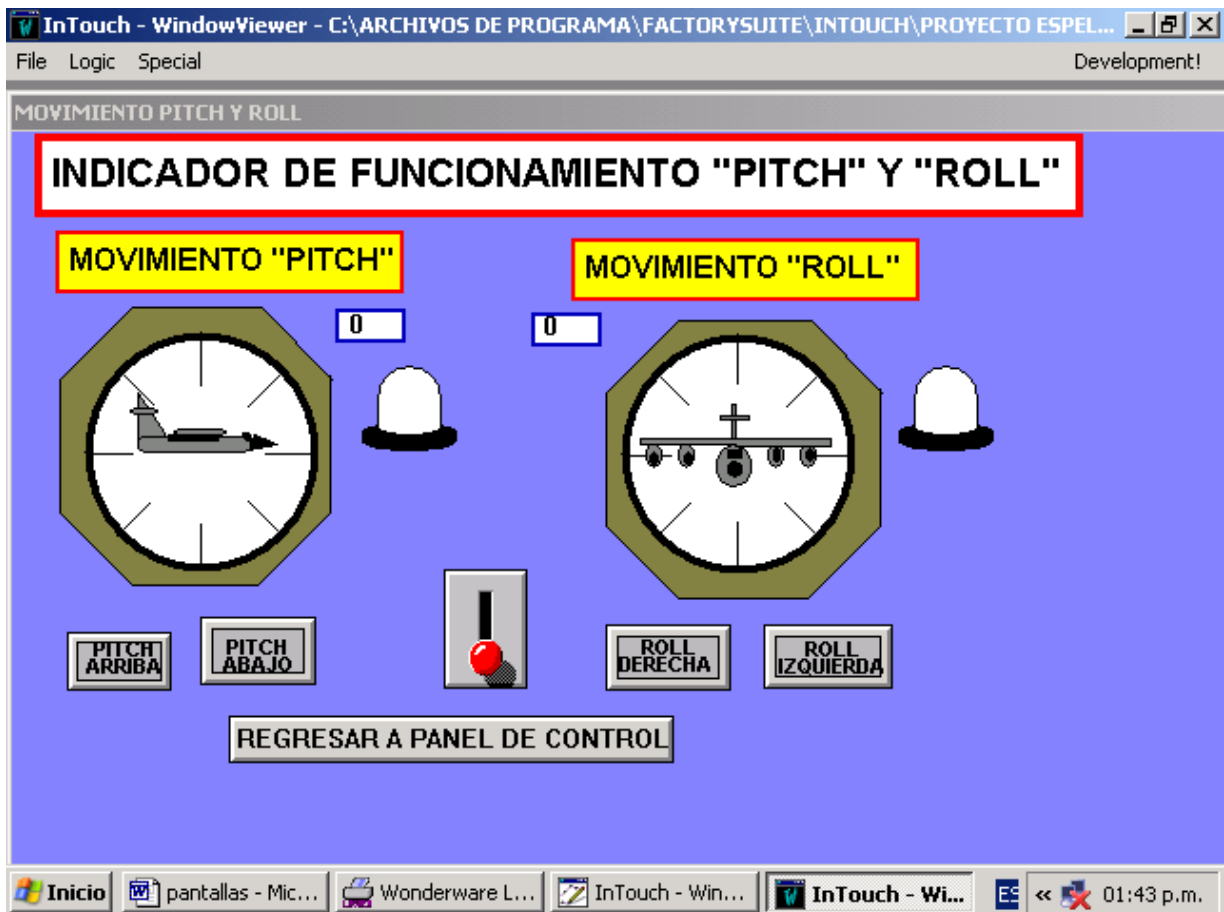 InTouch - WindowViewer - C:\ARCHIVOS DE PROGRAMA\FACTORYSUITE\INTOUCH\PROYECTO ESPEL...
File Logic Special Development!
MOVIMIENTO PITCH Y ROLL
INDICADOR DE FUNCIONAMIENTO "PITCH" Y "ROLL"
MOVIMIENTO "PITCH"
MOVIMIENTO "ROLL"
0
0
PITCH
ARRIBA
PITCH
ABAJO
ROLL
DERECHA
ROLL
IZQUIERDA
REGRESAR A PANEL DE CONTROL
Inicio
pantallas - Mic...
Wonderware L...
InTouch - Win...
InTouch - Wi...
ES
«
01:43 p.m.